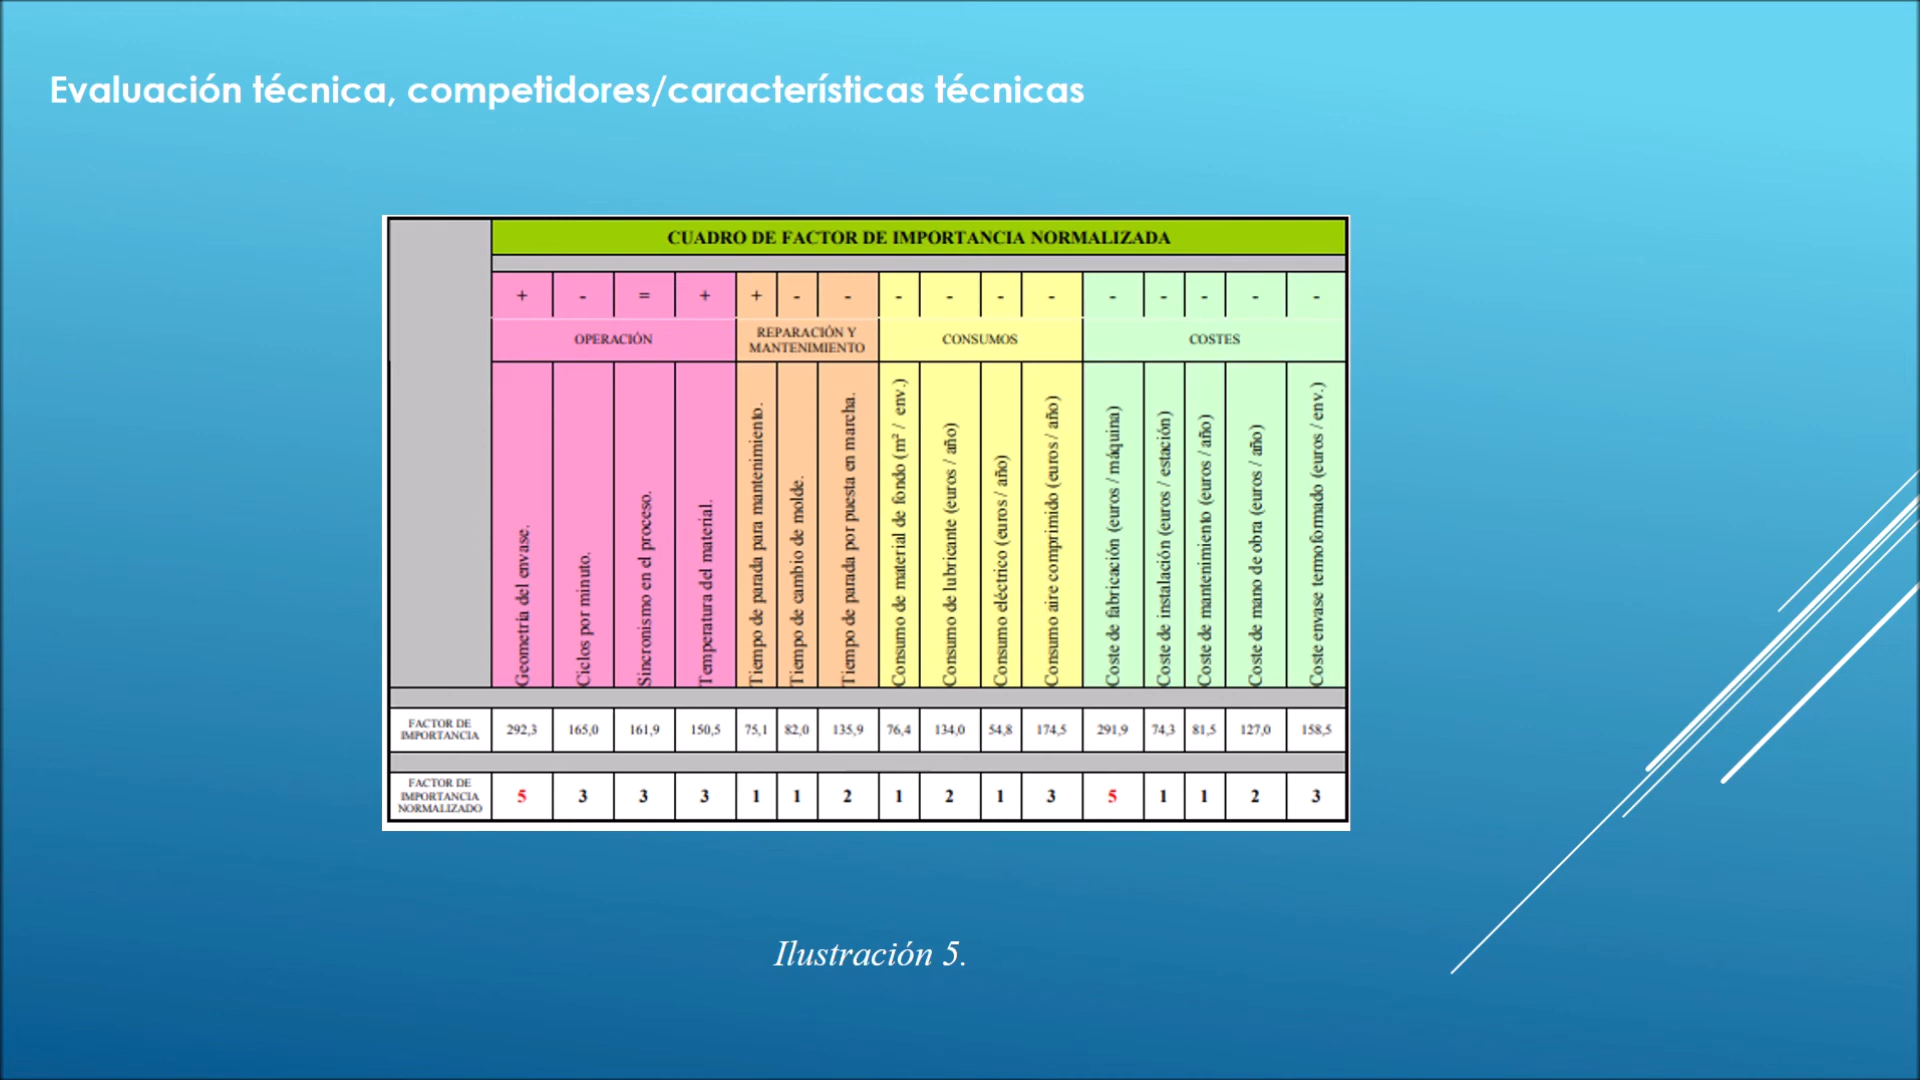 Evaluación técnica, competidores/características técnicas
CUADRO DE FACTOR DE IMPORTANCIA NORMALIZADA
+ - = + + - - - - - - - - - - -
OPERACIÓN
REPARACIÓN Y
MANTENIMIENTO
CONSUMOS
COSTES
Geometría del envase.
Ciclos por minuto.
Sincronismo en el proceso.
Temperatura del material.
Tiempo de parada para mantenimiento.
Tiempo de cambio de molde.
Tiempo de parada por puesta en marcha.
Consumo de material de fondo (m² / env.)
Consumo de lubricante (euros / año)
Consumo eléctrico (euros / año)
Consumo aire comprimido (euros / año)
Coste de fabricación (euros / máquina)
Coste de instalación (euros / estación)
Coste de mantenimiento (euros / año)
Coste de mano de obra (euros / año)
Coste envase termoformado (euros / env.)
FACTOR DE
IMPORTANCIA
292,3 165,0 161,9 150,5 75,1 82,0 135,9 76,4 134,0 54,8 174,5 291,9 74,3 81,5 127,0 158,5
FACTOR DE
IMPORTANCIA
NORMALIZADO
5 3 3 3 1 1 2 1 2 1 3 5 1 1 2 3
Ilustración 5.